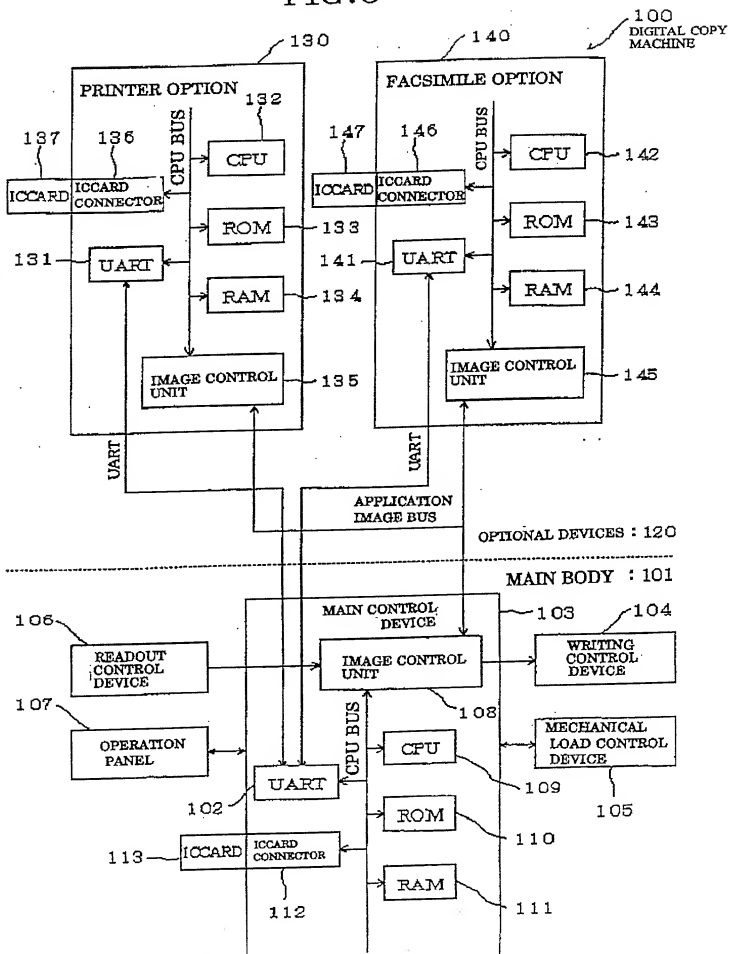 100
DIGITAL COPY
MACHINE
130
140
PRINTER OPTION
FACSIMILE OPTION
132
142
137
136
CPU BUS
CPU
ICCARD
ICCARD
CONNECTOR
ROM
133
131
UART
RAM
134
IMAGE CONTROL
UNIT
135
147
146
CPU BUS
CPU
ICCARD
ICCARD
CONNECTOR
ROM
143
141
UART
RAM
144
IMAGE CONTROL
UNIT
145
UART
UART
APPLICATION
IMAGE BUS
OPTIONAL DEVICES : 120
MAIN BODY : 101
MAIN CONTROL
DEVICE
103
104
106
READOUT
CONTROL
DEVICE
IMAGE CONTROL
UNIT
WRITING
CONTROL
DEVICE
107
108
OPERATION
PANEL
CPU BUS
CPU
109
MECHANICAL
LOAD CONTROL
DEVICE
105
102
UART
ROM
110
113
ICCARD
ICCARD
CONNECTOR
112
RAM
111